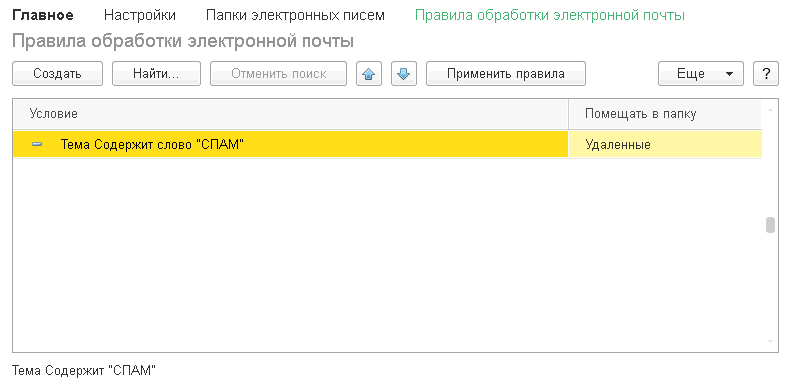 Главное Настройки Папки электронных писем Правила обработки электронной почты
Правила обработки электронной почты
Создать Найти... Отменить поиск Применить правила Еще ?
Условие Помещать в папку
Тема Содержит слово "СПАМ" Удаленные
Тема Содержит "СПАМ"